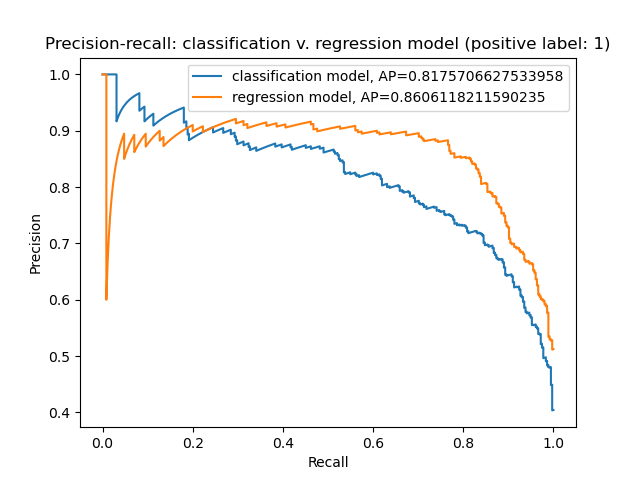 Precision-recall: classification v. regression model (positive label: 1)
classification model, AP=0.8175706627533958
regression model, AP=0.8606118211590235
1.0
0.9
0.8
0.7
0.6
0.5
0.4
Precision
0.0 0.2 0.4 0.6 0.8 1.0
Recall